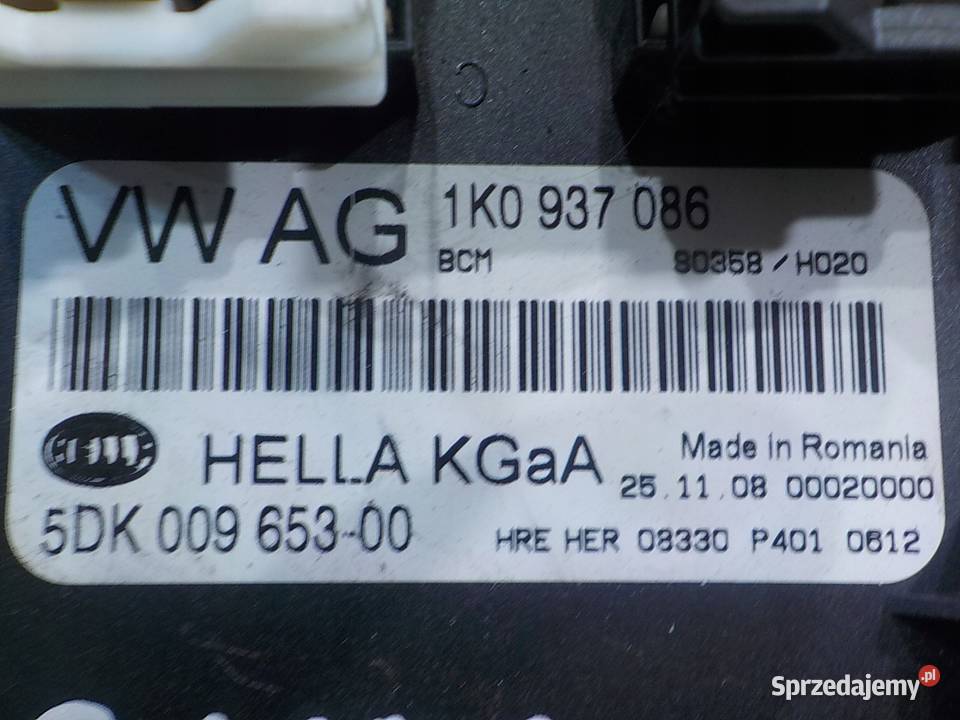 VW AG 1K0 937 086
BCM 80358 / H020
HELLA KGaA Made in Romania
25.11.08 00020000
5DK 009 653-00 HRE HER 08330 P401 0612
Sprzedajemy.pl